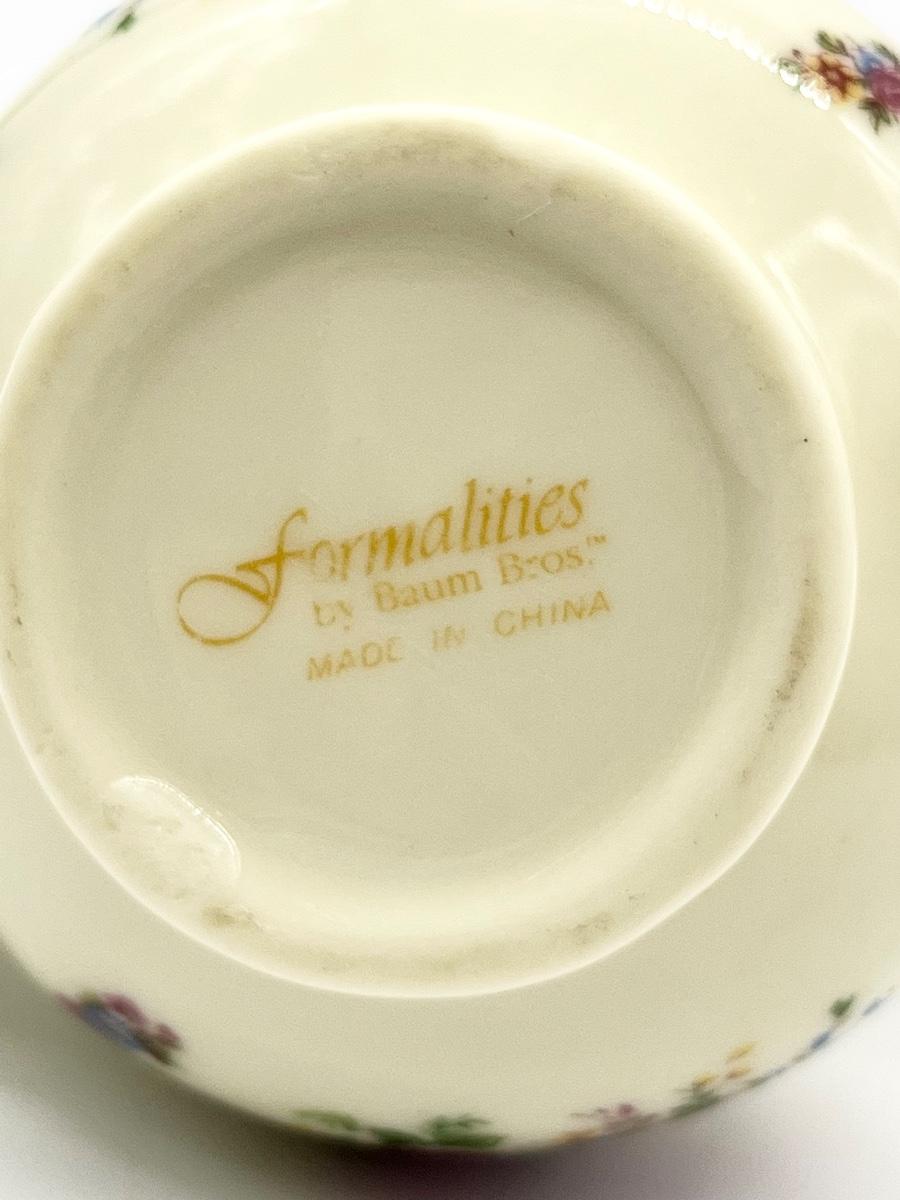 Formalities
by Baum Bros.™
MADE IN CHINA